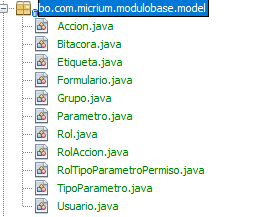 bo.com.micrium.modulobase.model
Accion.java
Bitacora.java
Etiqueta.java
Formulario.java
Grupo.java
Parametro.java
Rol.java
RolAccion.java
RolTipoParametroPermiso.java
TipoParametro.java
Usuario.java